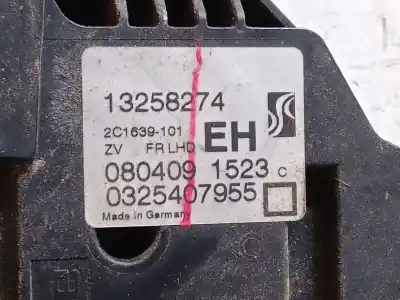 13258274
2C1639-101 EH
ZV FR LHD
080409 1523 C
0325407955
Made in Germany